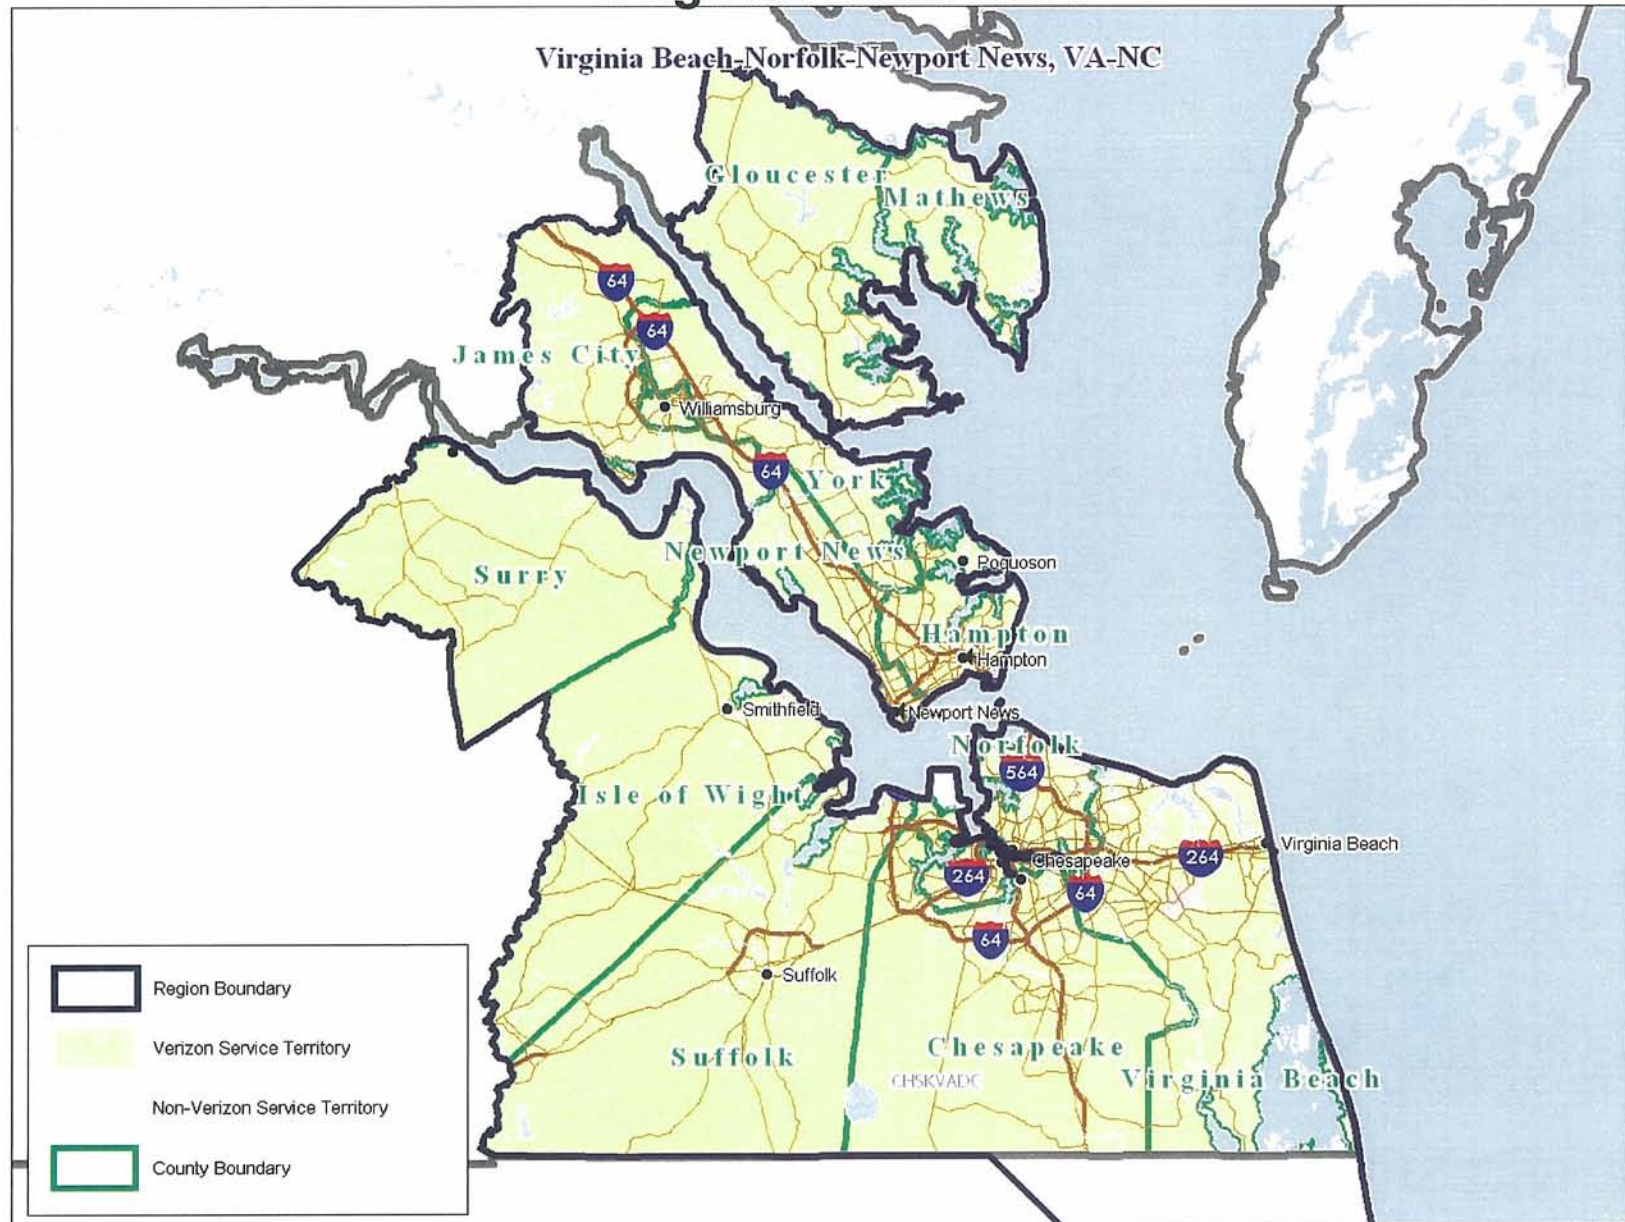 Virginia Beach-Norfolk-Newport News, VA-NC
Gloucester
Mathews
64
64
James City
Williamsburg
64
York
Newport News
Poquoson
Surry
Hampton
Hampton
Smithfield
Newport News
Norfolk
564
Isle of Wight
Virginia Beach
264
Chesapeake
264
64
64
Suffolk
Chesapeake
Suffolk
CHSKVADC
Virginia Beach
Region Boundary
Verizon Service Territory
Non-Verizon Service Territory
County Boundary